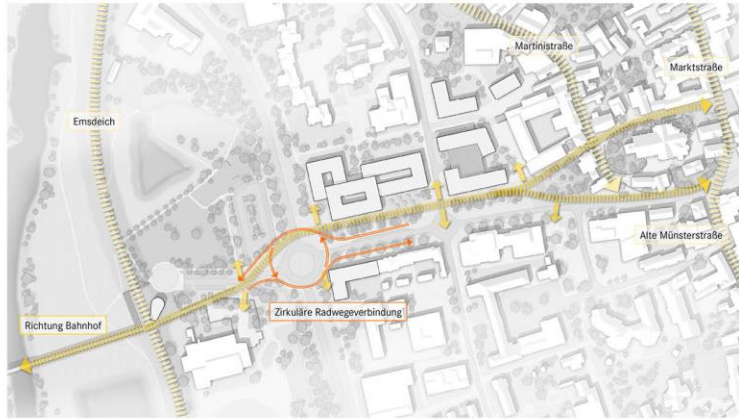 Martinistraße
Marktstraße
Emsdeich
Alte Münsterstraße
Zirkuläre Radwegeverbindung
Richtung Bahnhof